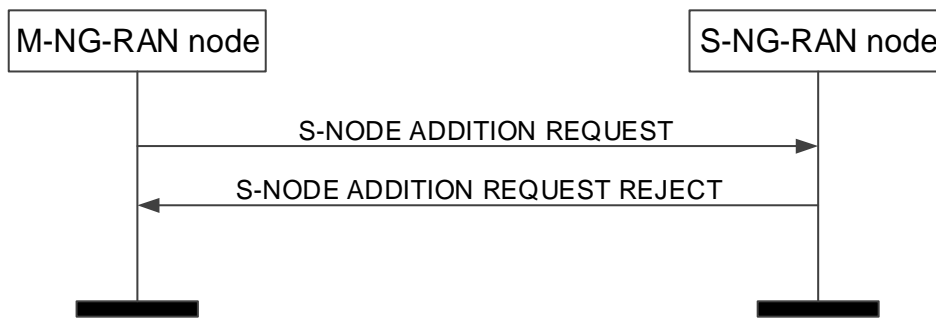 M-NG-RAN node
S-NG-RAN node
S-NODE ADDITION REQUEST
S-NODE ADDITION REQUEST REJECT